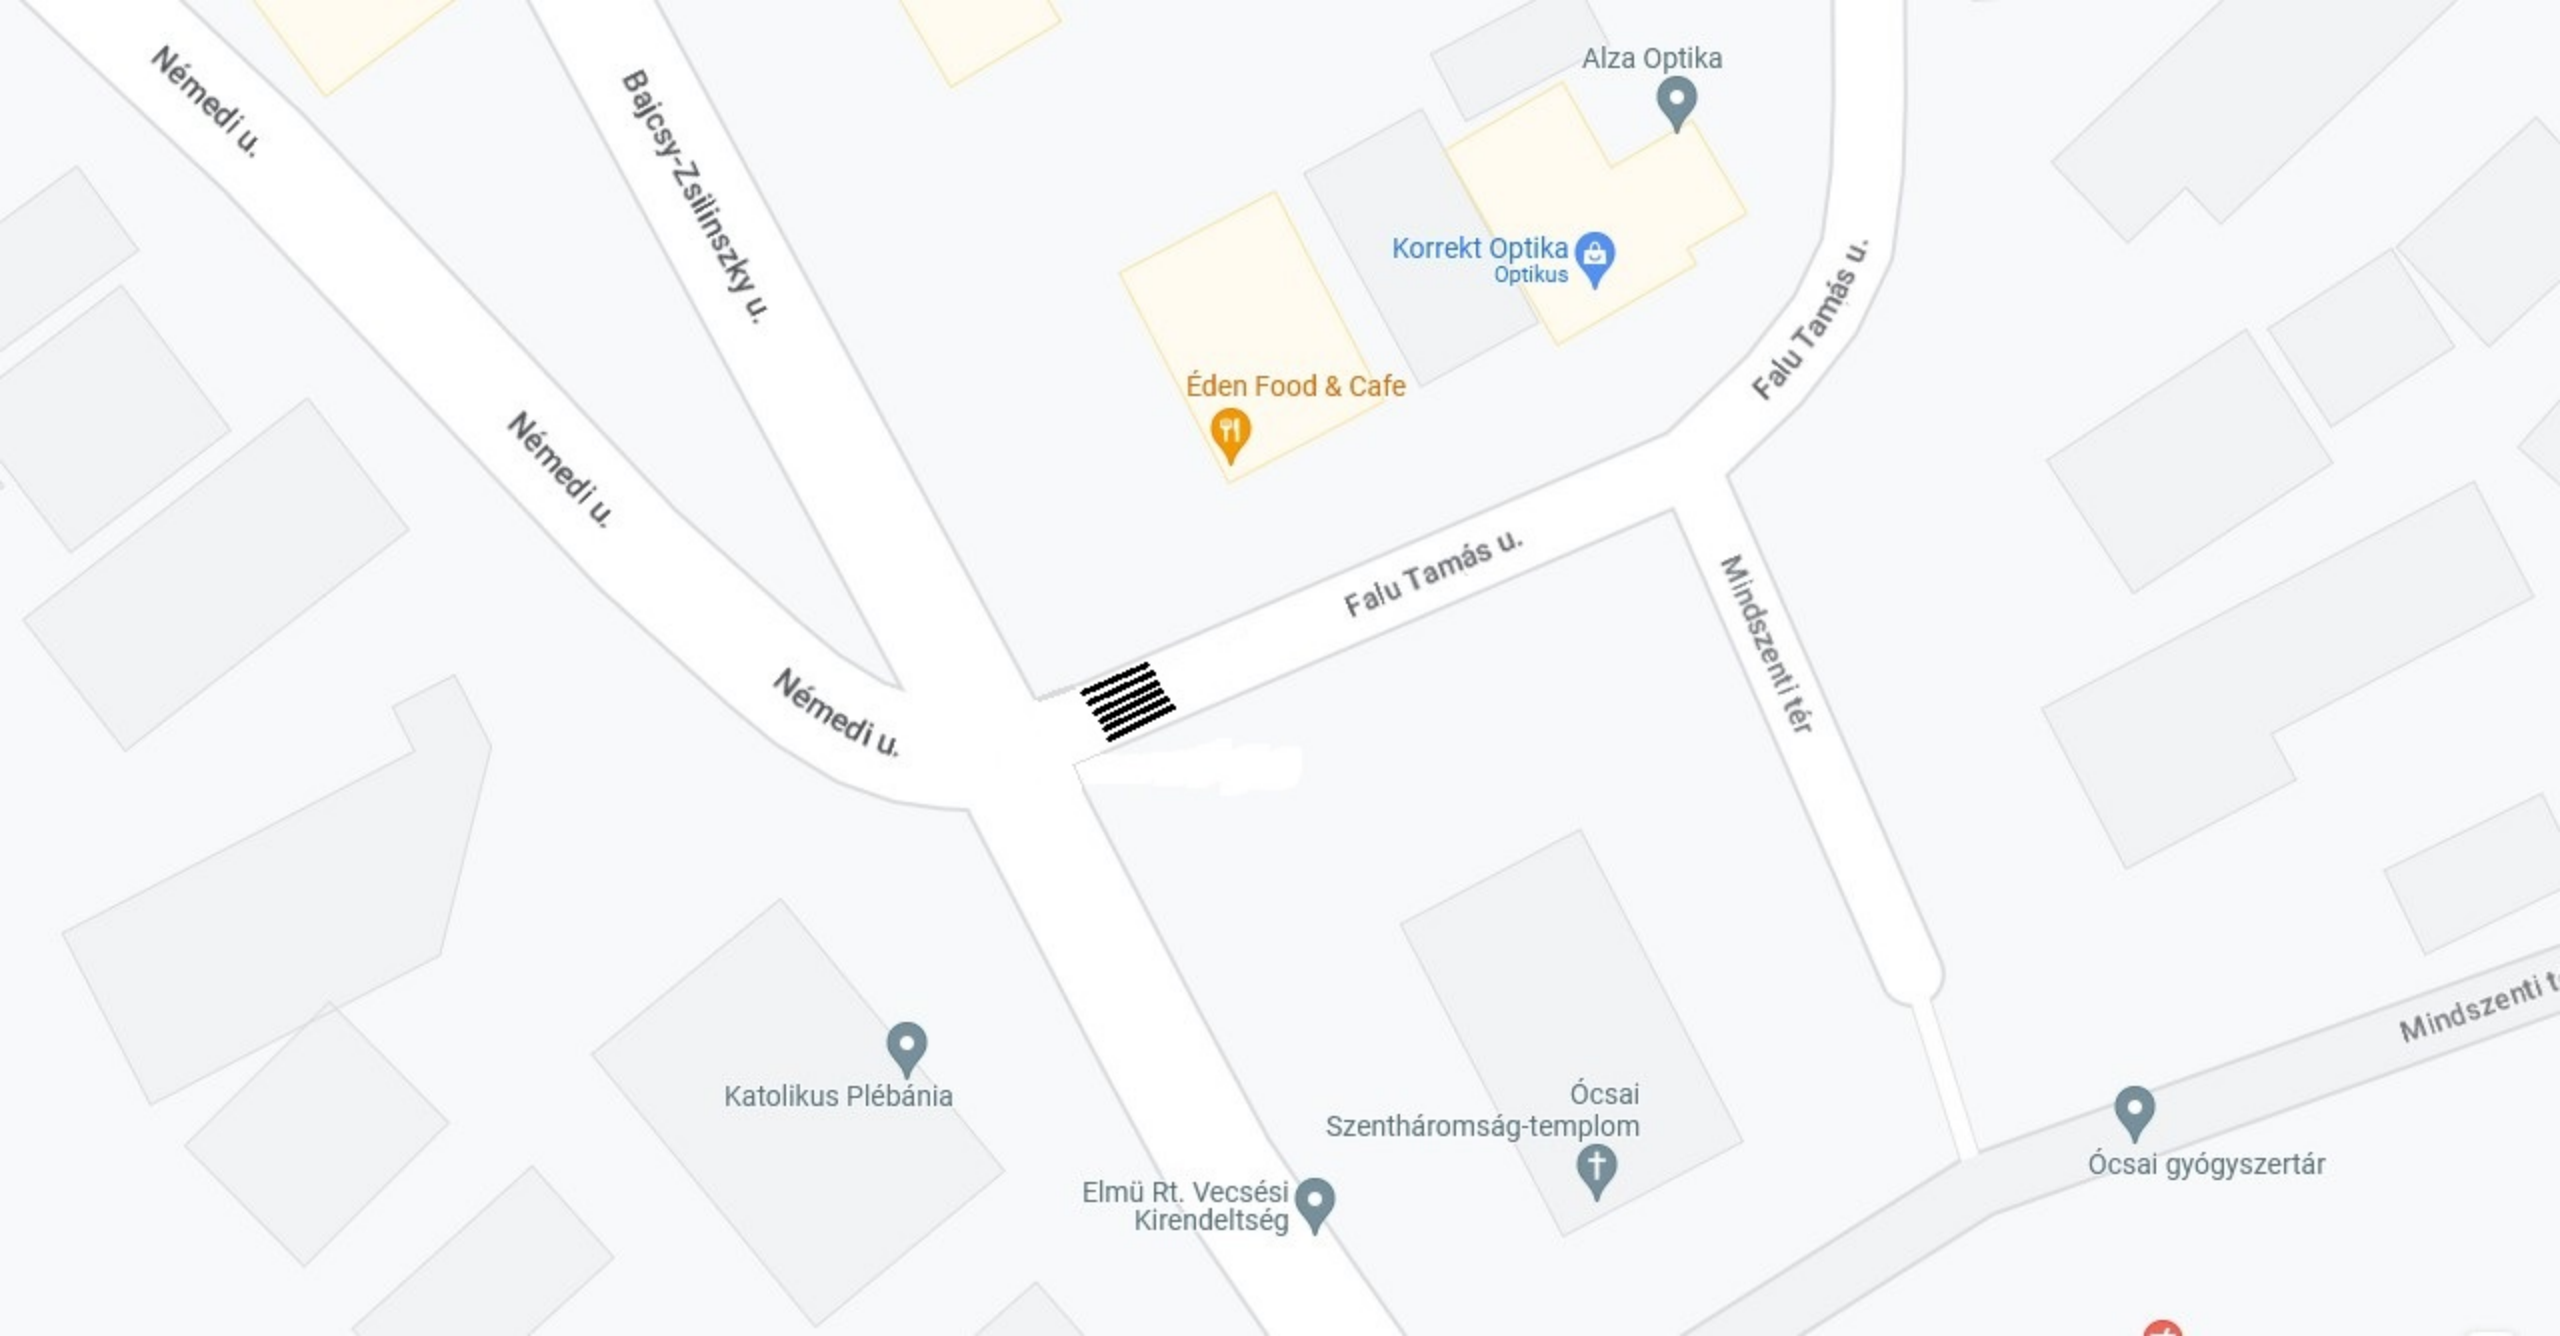 Alza Optika
Némedi u.
Bajcsy-Zsilinszky u.
Korrekt Optika
Optikus
Falu Tamás u.
Éden Food & Cafe
Némedi u.
Falu Tamás u.
Mindszenti tér
Némedi u.
Mindszenti
Katolikus Plébánia
Ócsai
Szentháromság-templom
Ócsai gyógyszertár
Elmü Rt. Vecsési
Kirendeltség